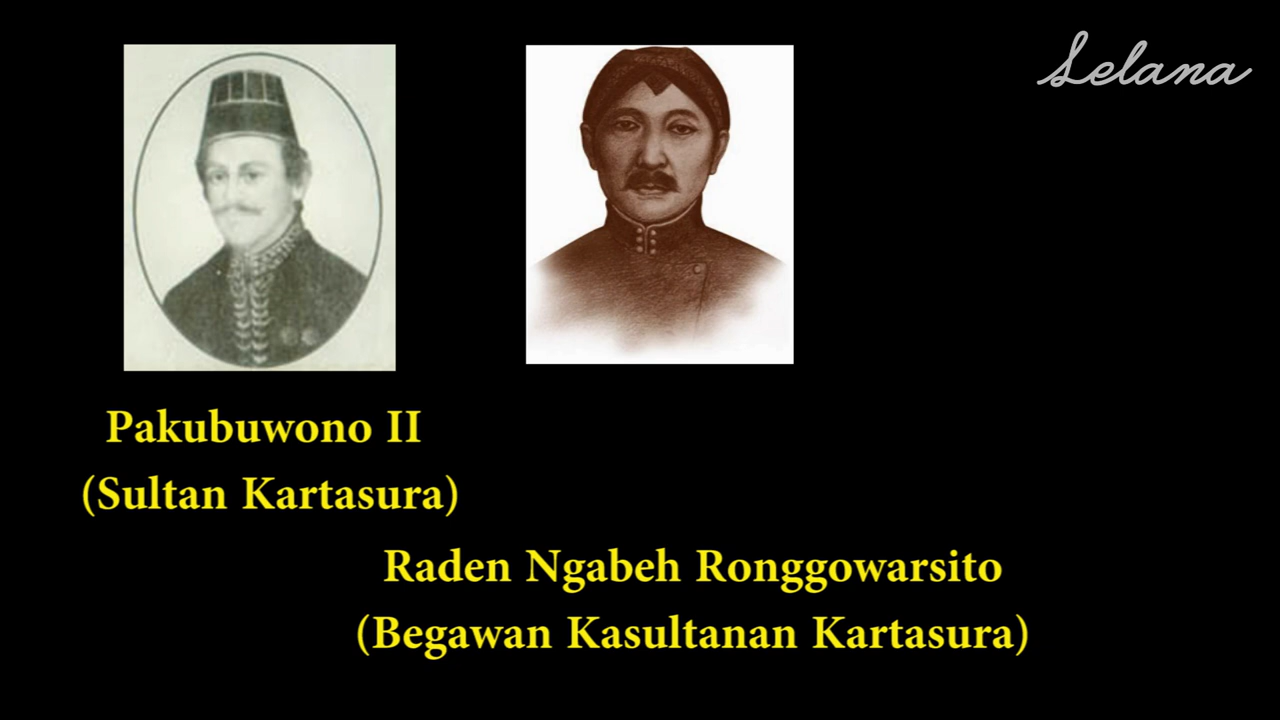 Selana
Pakubuwono II
(Sultan Kartasura)
Raden Ngabeh Ronggowarsito
(Begawan Kasultanan Kartasura)